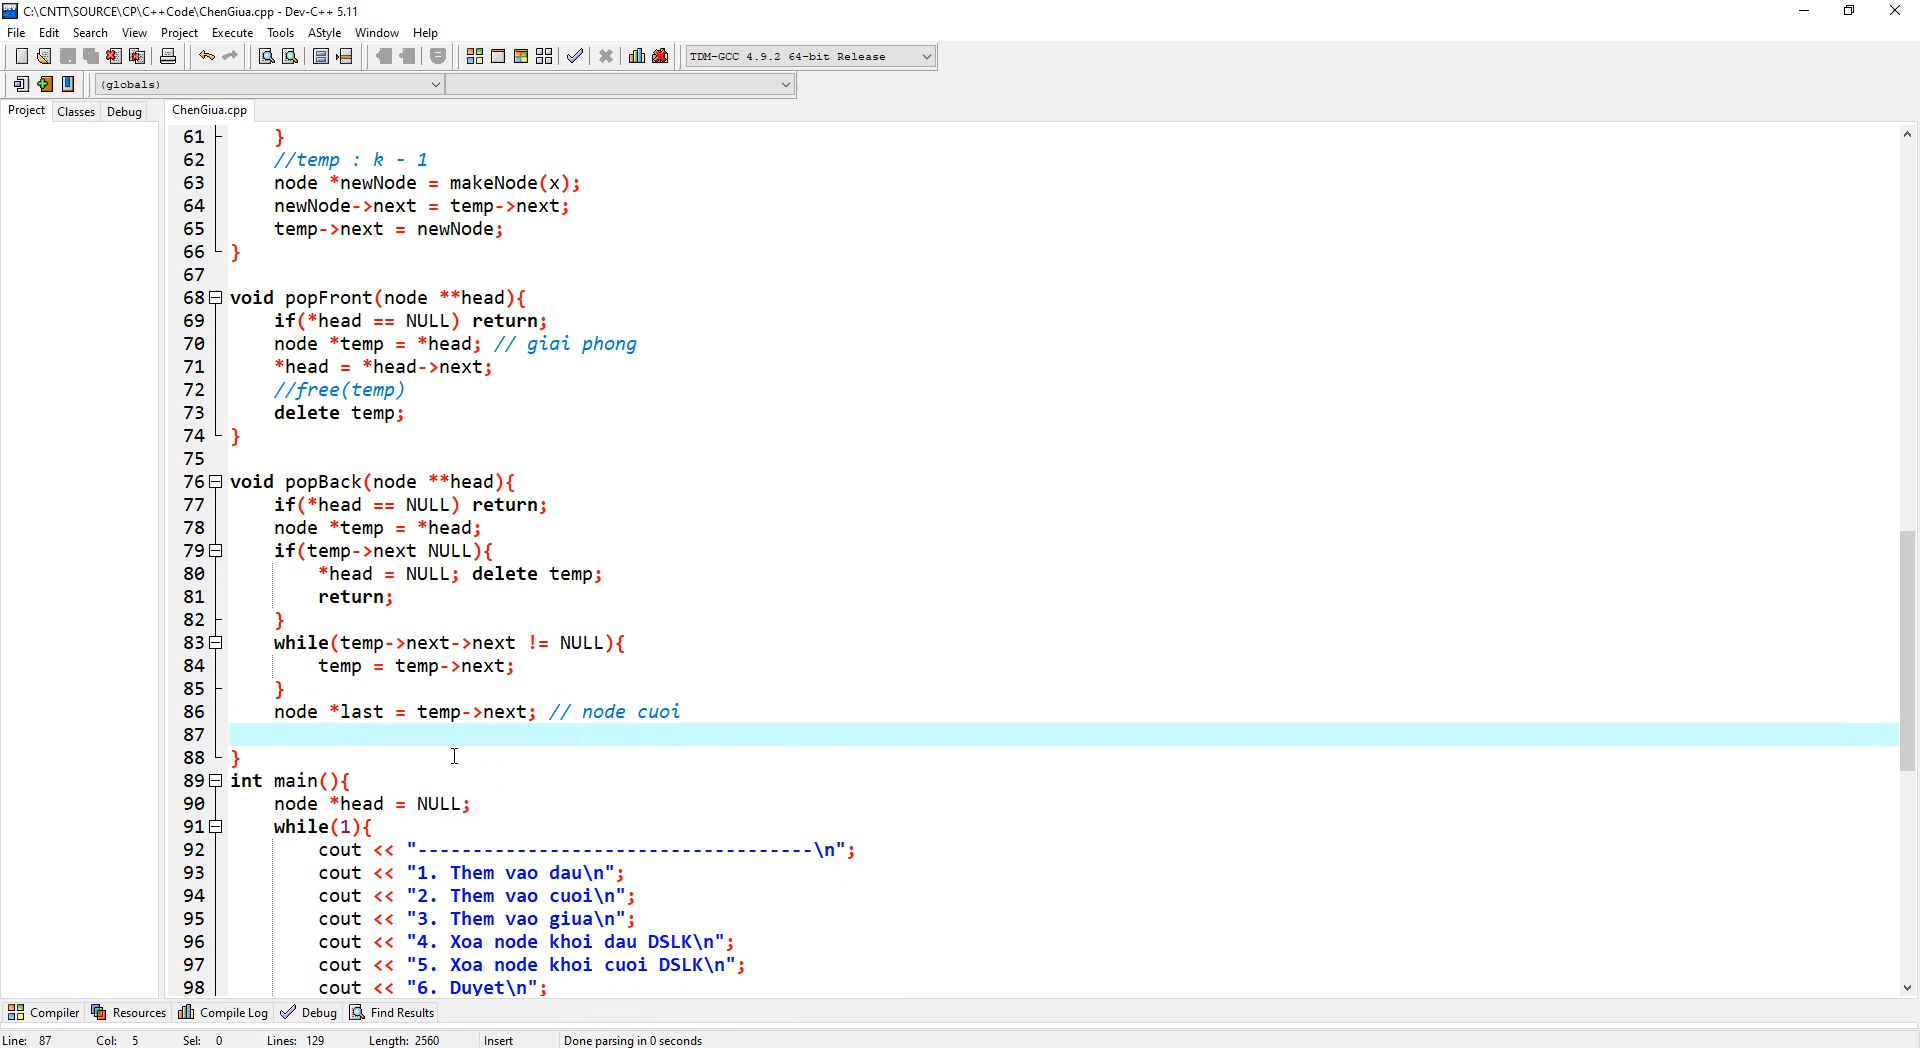 C:\CNTT\SOURCE\CP\C++Code\ChenGiua.cpp - Dev-C++ 5.11
File Edit Search View Project Execute Tools AStyle Window Help
TDM-GCC 4.9.2 64-bit Release
(globals)
Project Classes Debug ChenGiua.cpp
61 }
62 //temp : k - 1
63 node *newNode = makeNode(x);
64 newNode->next = temp->next;
65 temp->next = newNode;
66 }
67
68 void popFront(node **head){
69 if(*head == NULL) return;
70 node *temp = *head; // giai phong
71 *head = *head->next;
72 //free(temp)
73 delete temp;
74 }
75
76 void popBack(node **head){
77 if(*head == NULL) return;
78 node *temp = *head;
79 if(temp->next NULL){
80 *head = NULL; delete temp;
81 return;
82 }
83 while(temp->next->next != NULL){
84 temp = temp->next;
85 }
86 node *last = temp->next; // node cuoi
87
88 }
89 int main(){
90 node *head = NULL;
91 while(1){
92 cout << "------------------------------------\n";
93 cout << "1. Them vao dau\n";
94 cout << "2. Them vao cuoi\n";
95 cout << "3. Them vao giua\n";
96 cout << "4. Xoa node khoi dau DSLK\n";
97 cout << "5. Xoa node khoi cuoi DSLK\n";
98 cout << "6. Duyet\n";
Compiler Resources Compile Log Debug Find Results
Line: 87 Col: 5 Sel: 0 Lines: 129 Length: 2560 Insert Done parsing in 0 seconds